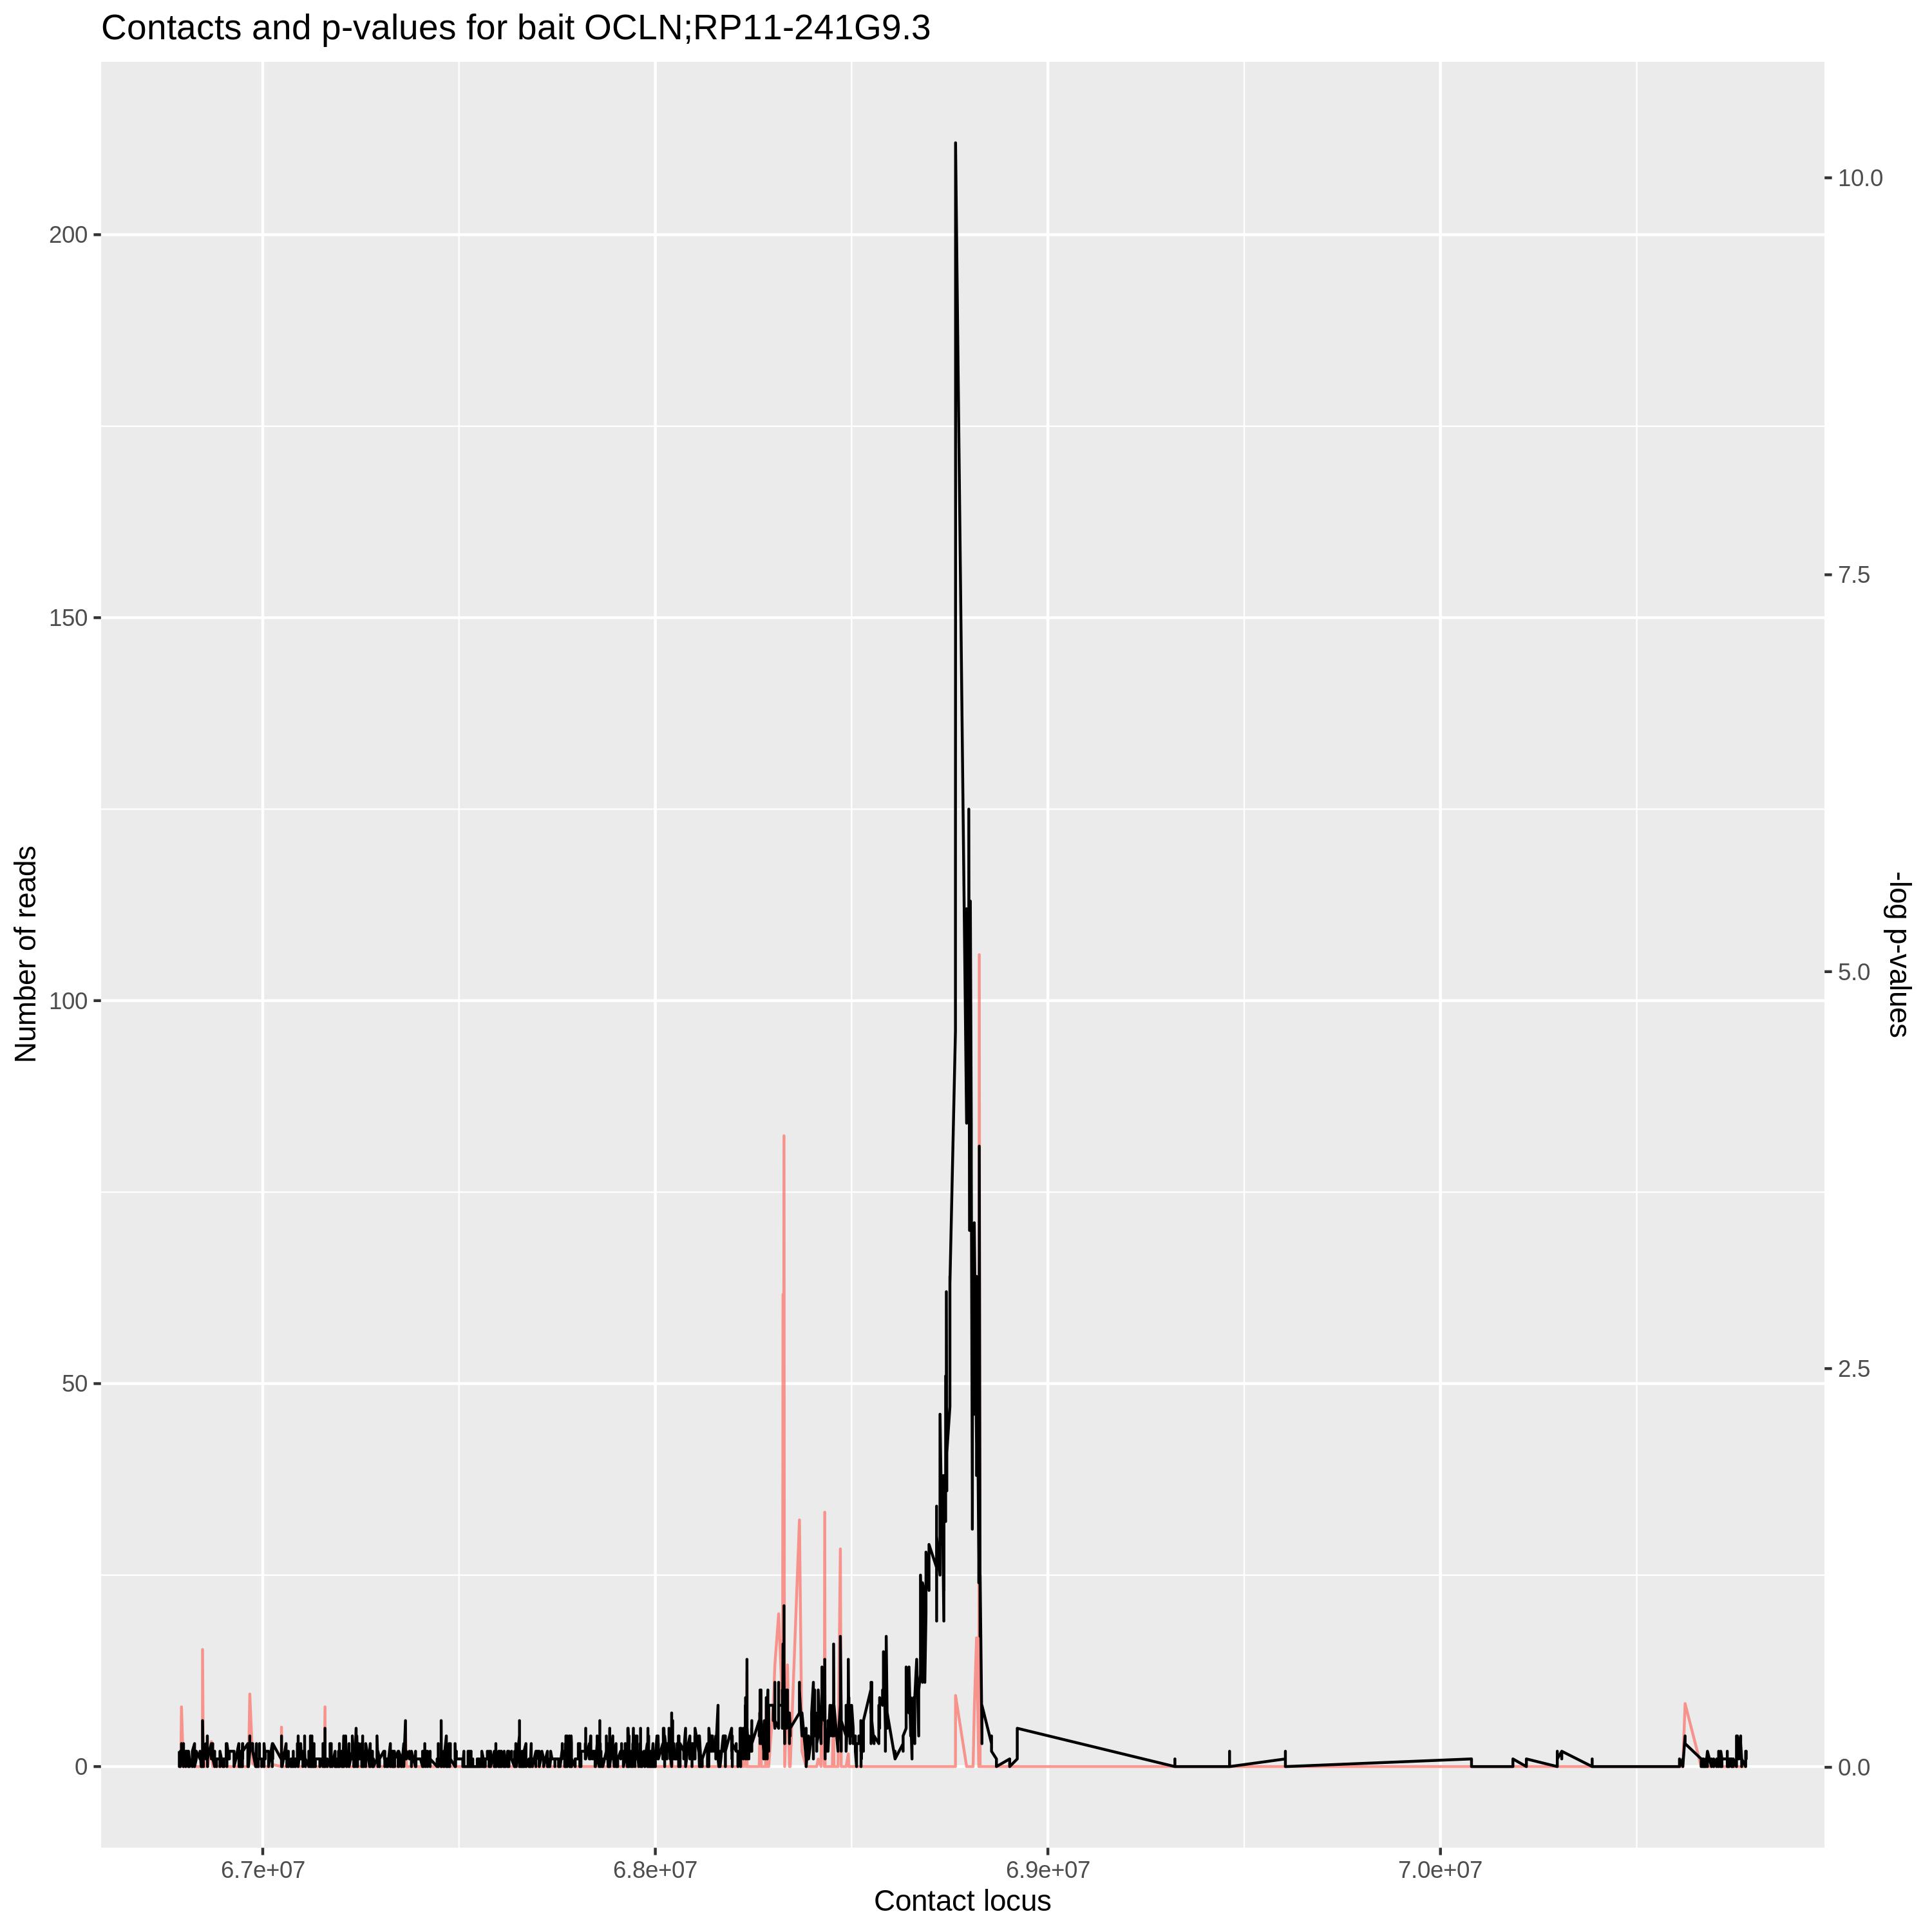 Contacts and p-values for bait OCLN;RP11-241G9.3
200
150
100
50
0
Number of reads
10.0
7.5
5.0
2.5
0.0
-log p-values
6.7e+07
6.8e+07
6.9e+07
7.0e+07
Contact locus